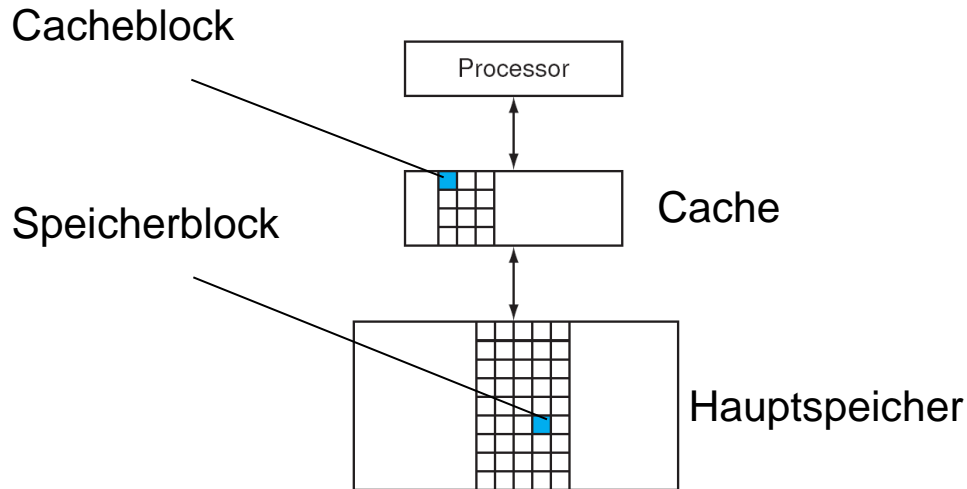 Cacheblock
Processor
Cache
Speicherblock
Hauptspeicher